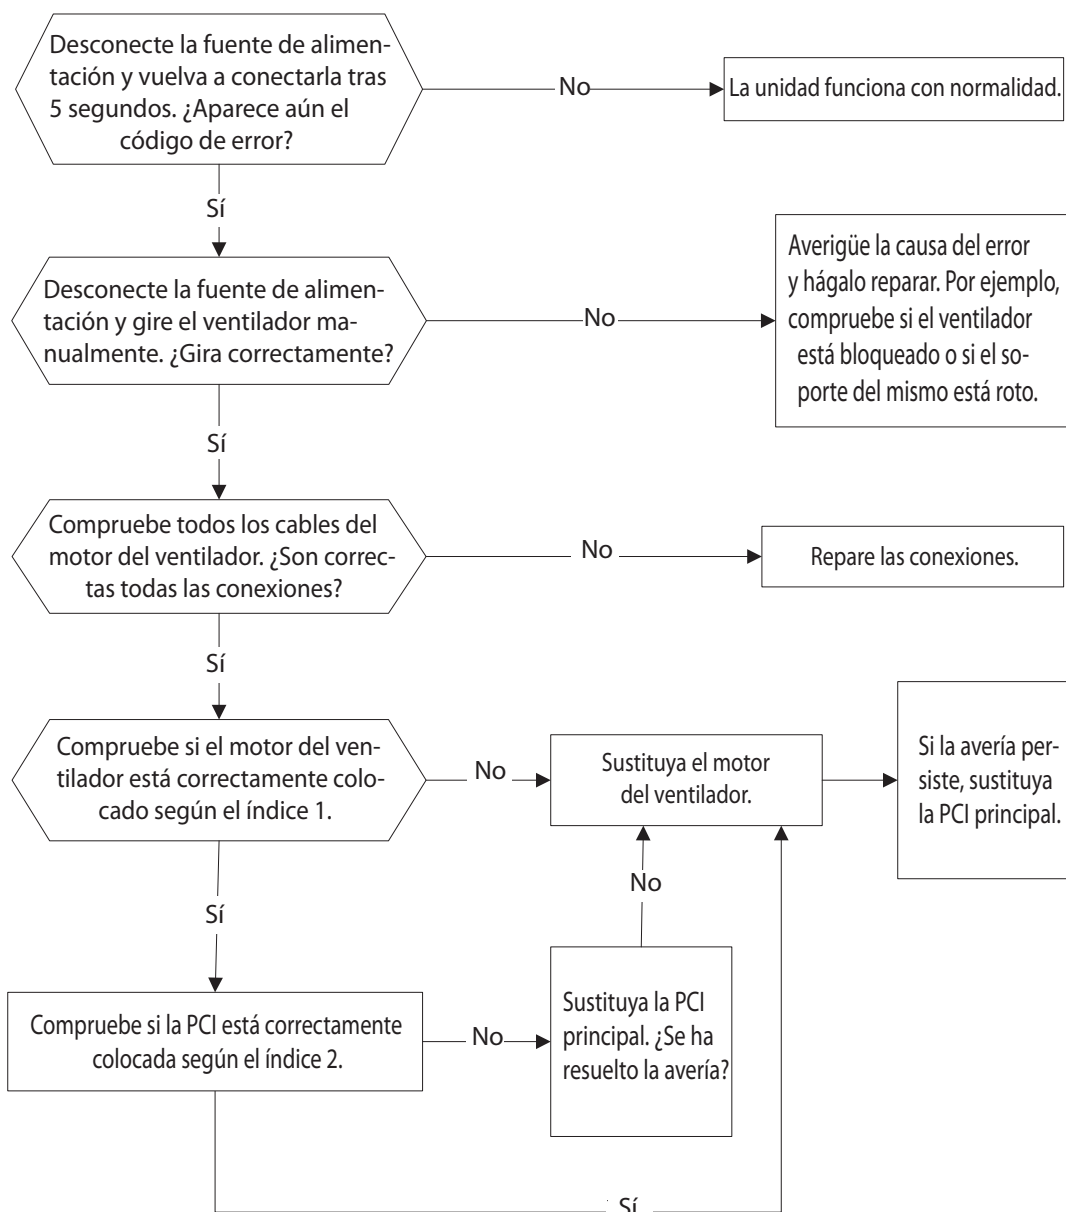 Desconecte la fuente de alimen-
tación y vuelva a conectarla tras
5 segundos. ¿Aparece aún el
código de error?
No
La unidad funciona con normalidad.
Sí
Desconecte la fuente de alimen-
tación y gire el ventilador ma-
nualmente. ¿Gira correctamente?
No
Averigüe la causa del error
y hágalo reparar. Por ejemplo,
compruebe si el ventilador
está bloqueado o si el so-
porte del mismo está roto.
Sí
Compruebe todos los cables del
motor del ventilador. ¿Son correc-
tas todas las conexiones?
No
Repare las conexiones.
Sí
Compruebe si el motor del ven-
tilador está correctamente colo-
cado según el índice 1.
No
Sustituya el motor
del ventilador.
Si la avería per-
siste, sustituya
la PCI principal.
Sí
No
Compruebe si la PCI está correctamente
colocada según el índice 2.
No
Sustituya la PCI
principal. ¿Se ha
resuelto la avería?
Sí